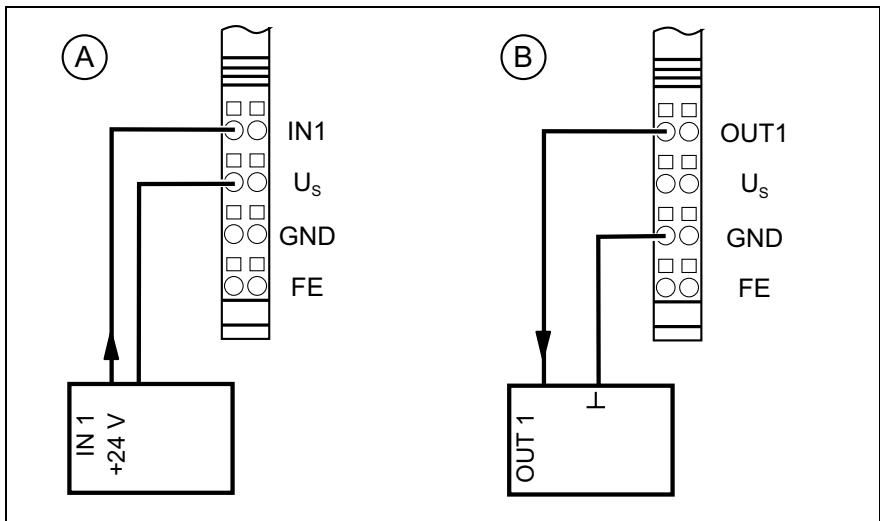 A
IN1
U_S
GND
FE
IN 1
+24 V
B
OUT1
U_S
GND
FE
OUT 1